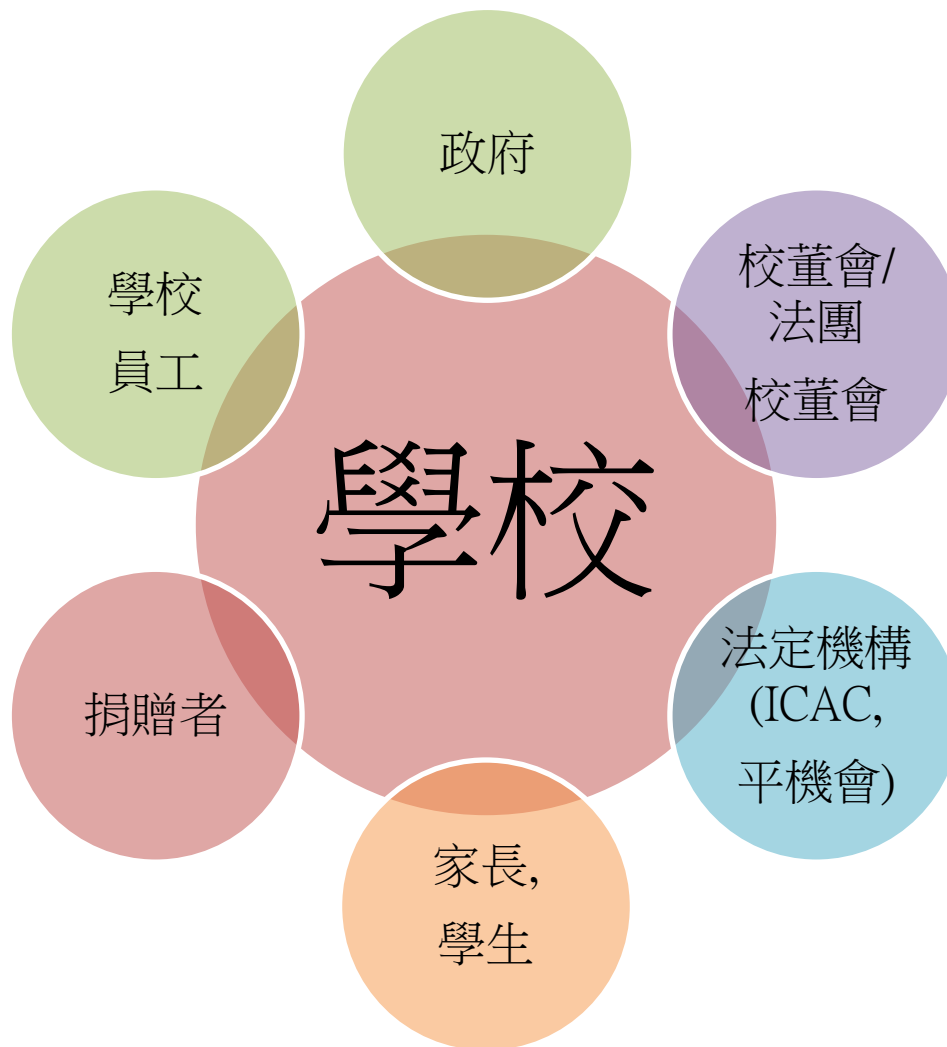 政府
校董會/
法團
校董會
法定機構
(ICAC,
平機會)
家長,
學生
捐贈者
學校
員工
學校